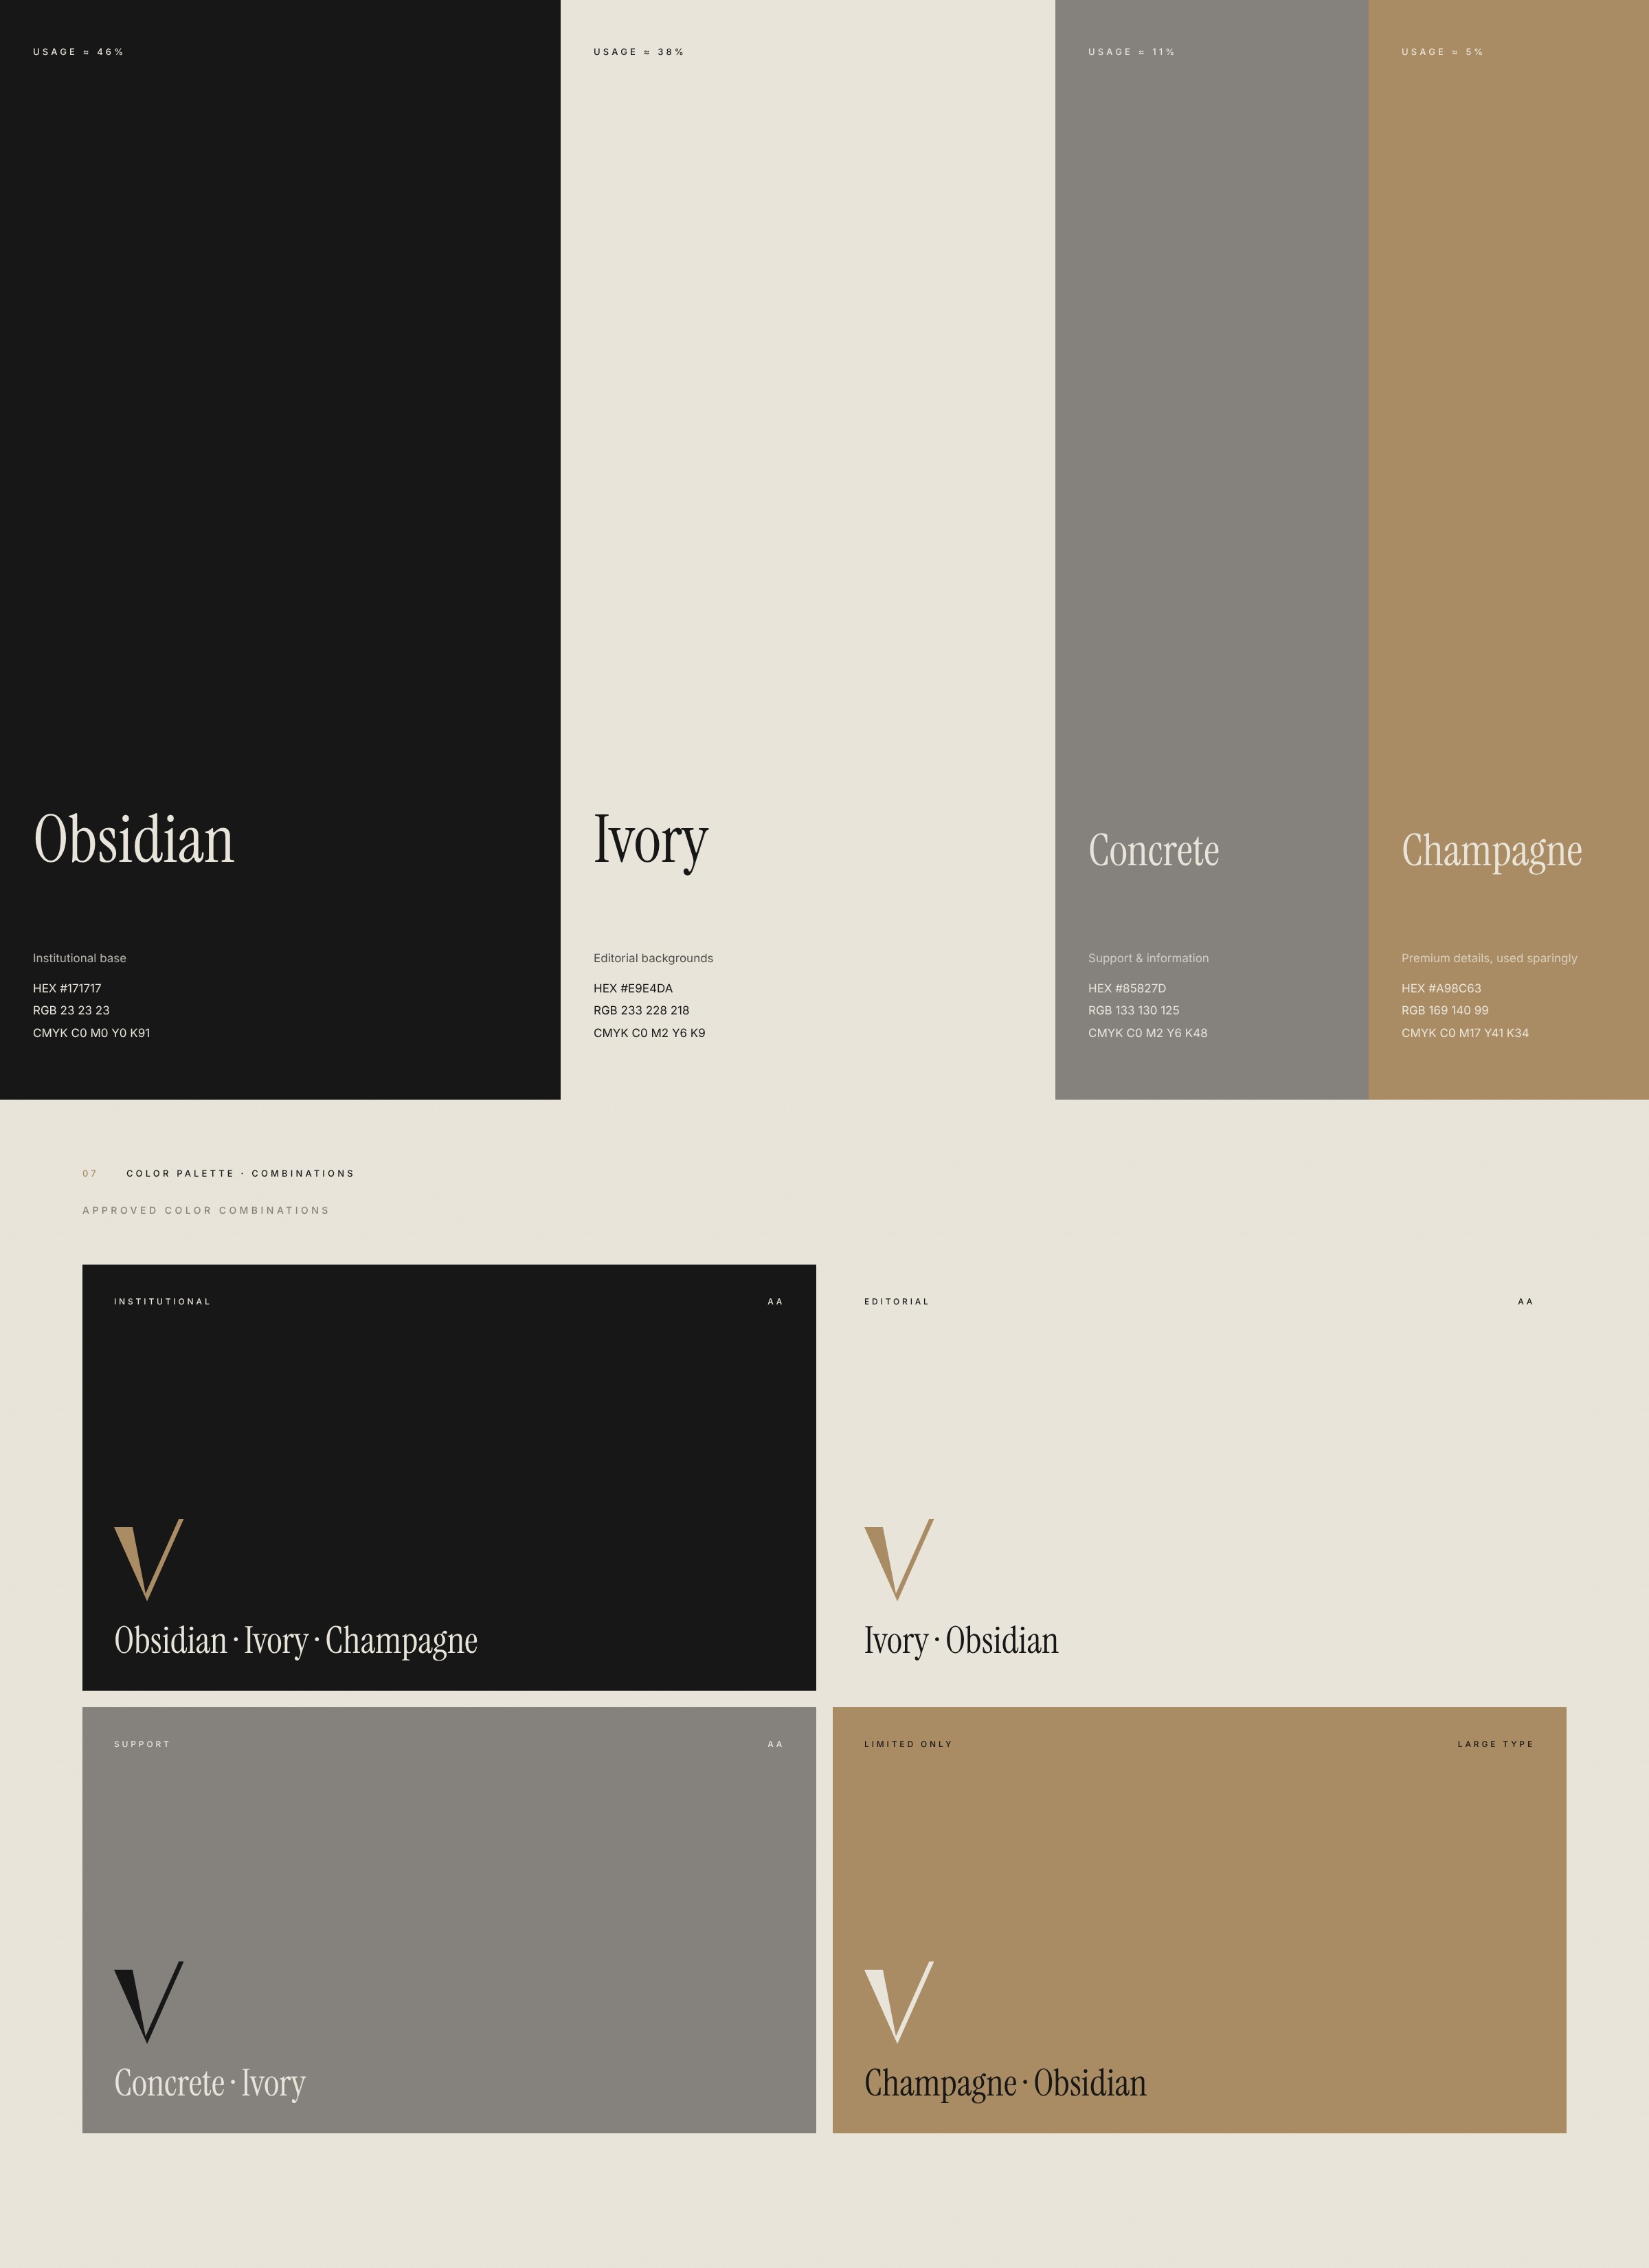 USAGE ≈ 46%
Obsidian
Institutional base
HEX #171717
RGB 23 23 23
CMYK C0 M0 Y0 K91
USAGE ≈ 38%
Ivory
Editorial backgrounds
HEX #E9E4DA
RGB 233 228 218
CMYK C0 M2 Y6 K9
USAGE ≈ 11%
Concrete
Support & information
HEX #85827D
RGB 133 130 125
CMYK C0 M2 Y6 K48
USAGE ≈ 5%
Champagne
Premium details, used sparingly
HEX #A98C63
RGB 169 140 99
CMYK C0 M17 Y41 K34
07 COLOR PALETTE · COMBINATIONS
APPROVED COLOR COMBINATIONS
INSTITUTIONAL AA
V
Obsidian · Ivory · Champagne
EDITORIAL AA
V
Ivory · Obsidian
SUPPORT AA
V
Concrete · Ivory
LIMITED ONLY LARGE TYPE
V
Champagne · Obsidian